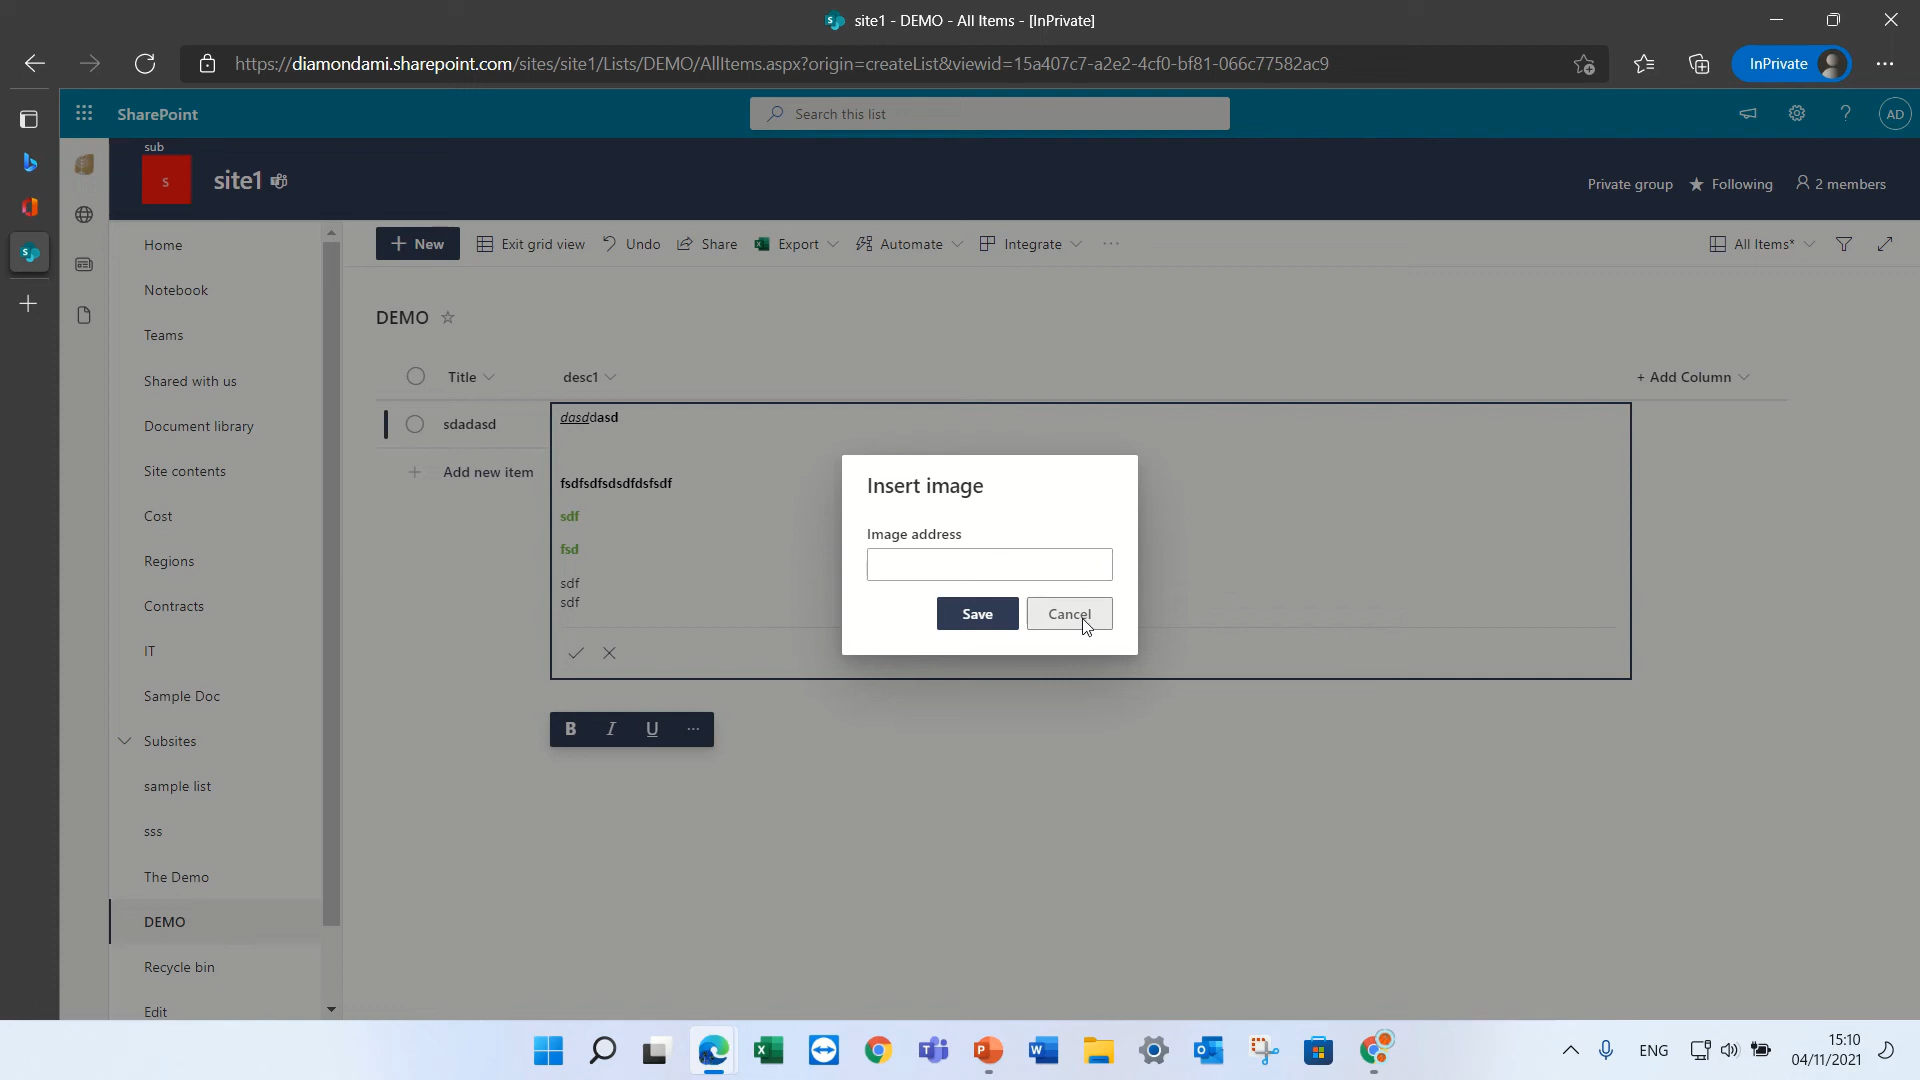 site1 - DEMO - All Items - [InPrivate]
https://diamondami.sharepoint.com/sites/site1/Lists/DEMO/AllItems.aspx?origin=createList&viewid=15a407c7-a2e2-4cf0-bf81-066c77582ac9
InPrivate
SharePoint
Search this list
AD
sub
s
site1
Private group
Following
2 members
Home
Notebook
Teams
Shared with us
Document library
Site contents
Cost
Regions
Contracts
IT
Sample Doc
Subsites
sample list
sss
The Demo
DEMO
Recycle bin
Edit
+ New
Exit grid view
Undo
Share
Export
Automate
Integrate
All Items*
DEMO
Title
desc1
+ Add Column
sdadasd
Add new item
dasddasd
fsdfsdfsdsdfdsfsdf
sdf
fsd
sdf
sdf
B I U ...
Insert image
Image address
Save
Cancel
ENG
15:10
04/11/2021